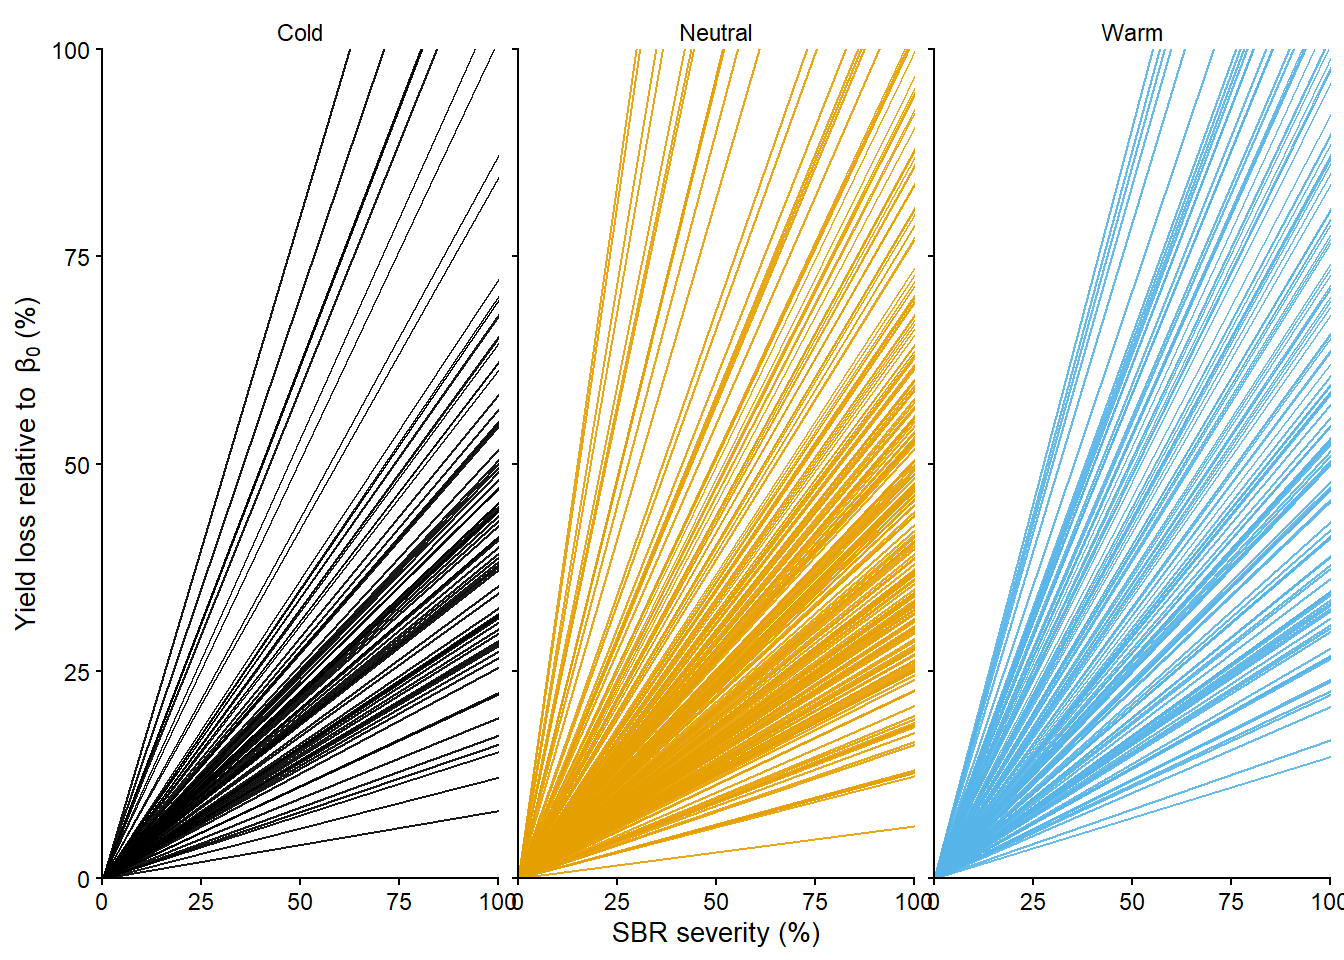 Cold Neutral Warm
100
75
50
25
0
Yield loss relative to β₀ (%)
0 25 50 75 100 0 25 50 75 100 0 25 50 75 100
SBR severity (%)